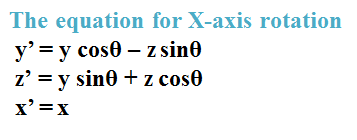 The equation for X-axis rotation
y’ = y cosθ – z sinθ
z’ = y sinθ + z cosθ
x’ = x